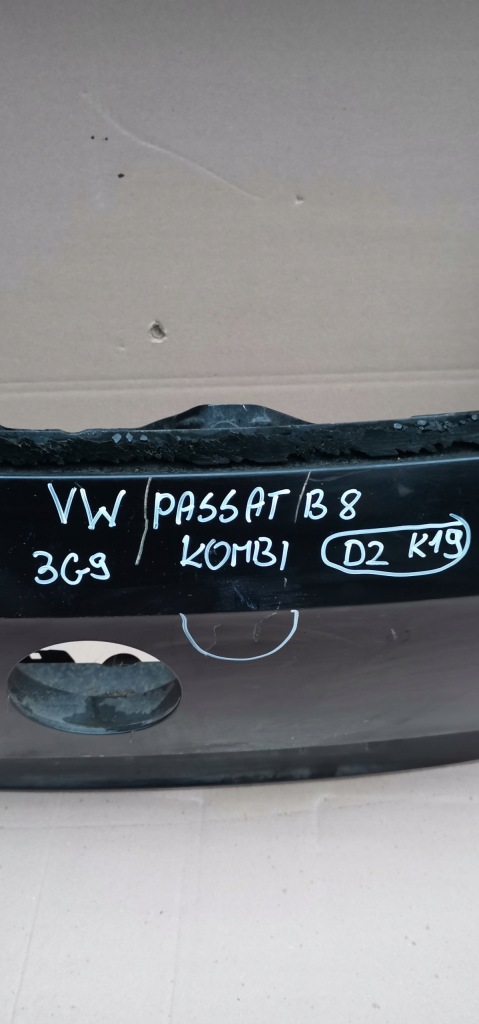 VW PASSAT B8
3G9 KOMBI D2 K19